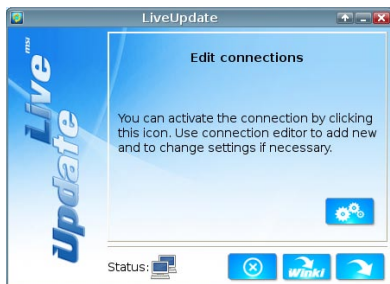 LiveUpdate
msi
Live
Update
Edit connections
You can activate the connection by clicking
this icon. Use connection editor to add new
and to change settings if necessary.
Status:
Winki